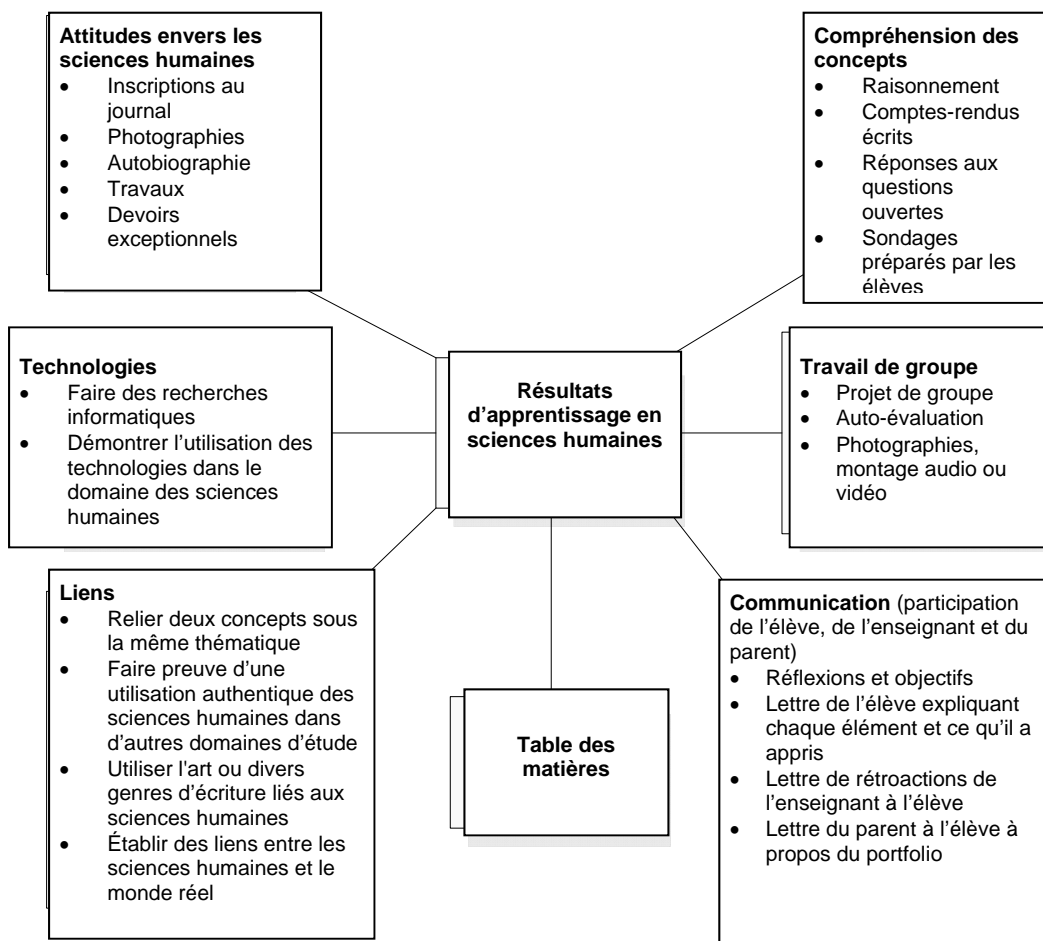 Attitudes envers les
sciences humaines
• Inscriptions au
journal
• Photographies
• Autobiographie
• Travaux
• Devoirs
exceptionnels
Compréhension des
concepts
• Raisonnement
• Comptes-rendus
écrits
• Réponses aux
questions
ouvertes
• Sondages
préparés par les
élèves
Technologies
• Faire des recherches
informatiques
• Démontrer l’utilisation des
technologies dans le
domaine des sciences
humaines
Résultats
d’apprentissage en
sciences humaines
Travail de groupe
• Projet de groupe
• Auto-évaluation
• Photographies,
montage audio ou
vidéo
Liens
• Relier deux concepts sous
la même thématique
• Faire preuve d’une
utilisation authentique des
sciences humaines dans
d’autres domaines d’étude
• Utiliser l'art ou divers
genres d’écriture liés aux
sciences humaines
• Établir des liens entre les
sciences humaines et le
monde réel
Table des
matières
Communication (participation
de l’élève, de l’enseignant et du
parent)
• Réflexions et objectifs
• Lettre de l’élève expliquant
chaque élément et ce qu’il a
appris
• Lettre de rétroactions de
l’enseignant à l’élève
• Lettre du parent à l’élève à
propos du portfolio